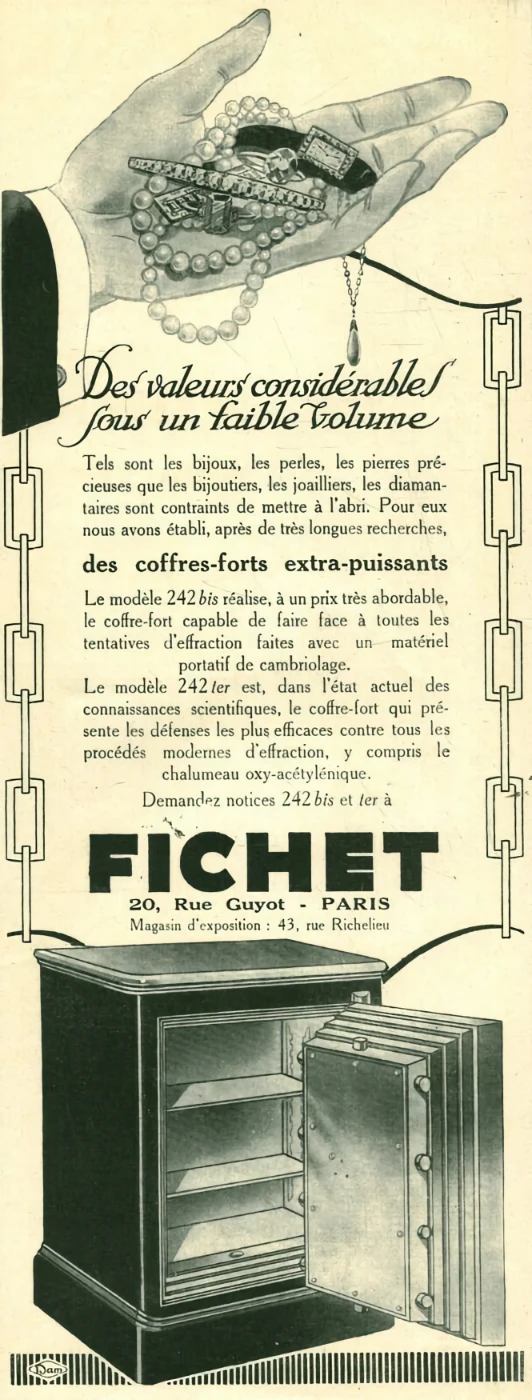 Des valeurs considérables
sous un faible volume
Tels sont les bijoux, les perles, les pierres pré-
cieuses que les bijoutiers, les joailliers, les diaman-
taires sont contraints de mettre à l'abri. Pour eux
nous avons établi, après de très longues recherches,
des coffres-forts extra-puissants
Le modèle 242 bis réalise, à un prix très abordable,
le coffre-fort capable de faire face à toutes les
tentatives d'effraction faites avec un matériel
portatif de cambriolage.
Le modèle 242 ter est, dans l'état actuel des
connaissances scientifiques, le coffre-fort qui pré-
sente les défenses les plus efficaces contre tous les
procédés modernes d'effraction, y compris le
chalumeau oxy-acétylénique.
Demandez notices 242 bis et ter à
FICHET
20, Rue Guyot - PARIS
Magasin d'exposition : 43, rue Richelieu
Dam